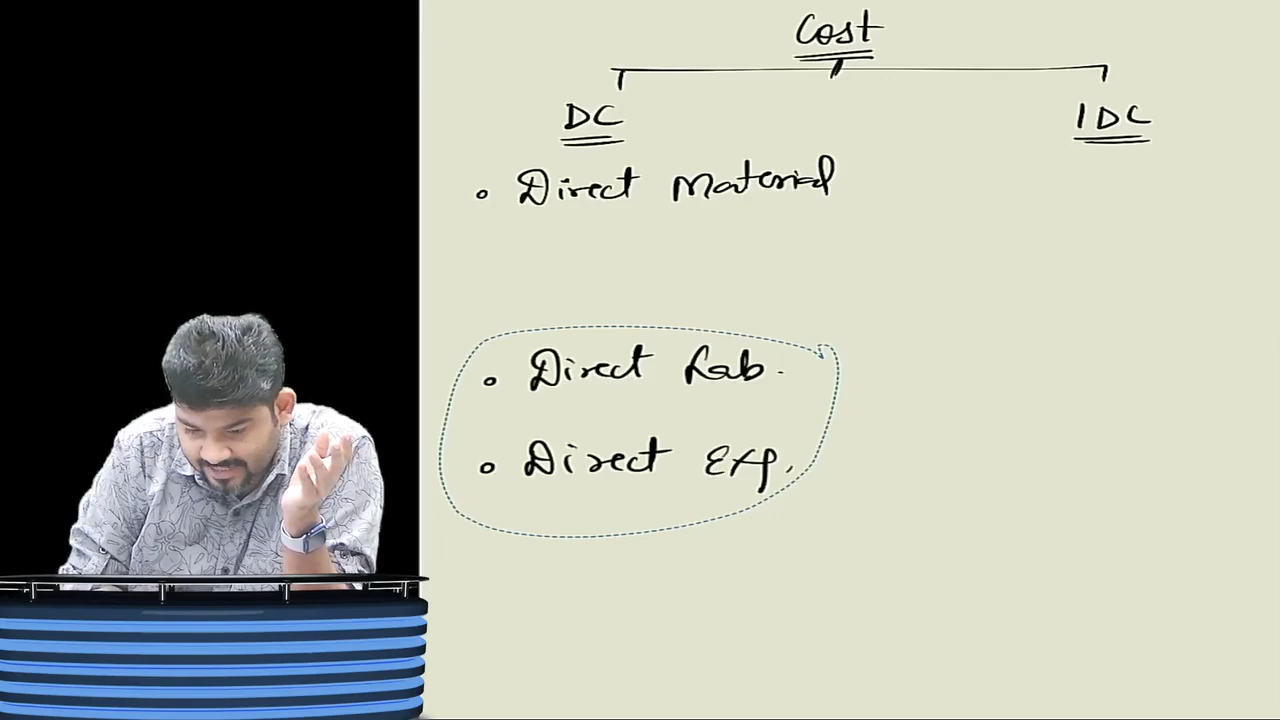 Cost
DC IDC
• Direct Material
• Direct Lab.
• Direct Exp.